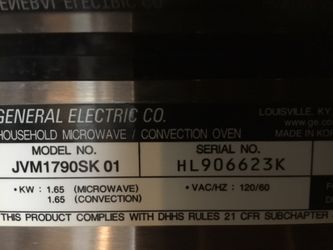 GENERAL ELECTRIC CO.
LOUISVILLE, KY
www.ge.co
HOUSEHOLD MICROWAVE / CONVECTION OVEN
MADE IN KOR
MODEL NO.
SERIAL NO.
JVM1790SK 01
HL906623K
• KW : 1.65 (MICROWAVE)
1.65 (CONVECTION)
• VAC/HZ : 120/60
THIS PRODUCT COMPLIES WITH DHHS RULES 21 CFR SUBCHAPTER